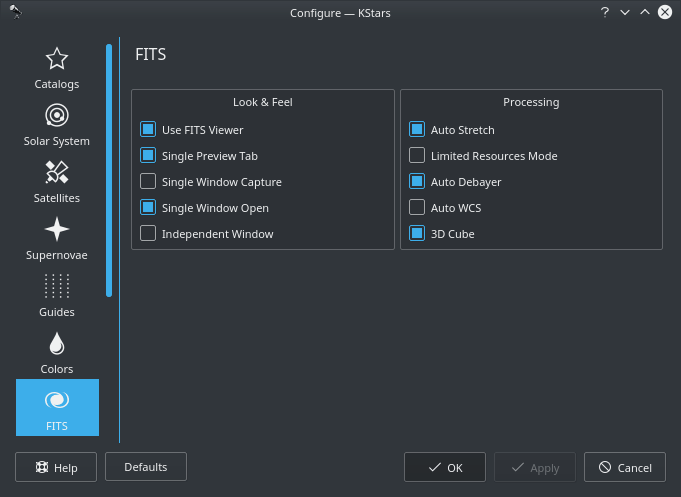 Configure — KStars
Catalogs
Solar System
Satellites
Supernovae
Guides
Colors
FITS
FITS
Look & Feel
Use FITS Viewer
Single Preview Tab
Single Window Capture
Single Window Open
Independent Window
Processing
Auto Stretch
Limited Resources Mode
Auto Debayer
Auto WCS
3D Cube
Help
Defaults
OK
Apply
Cancel